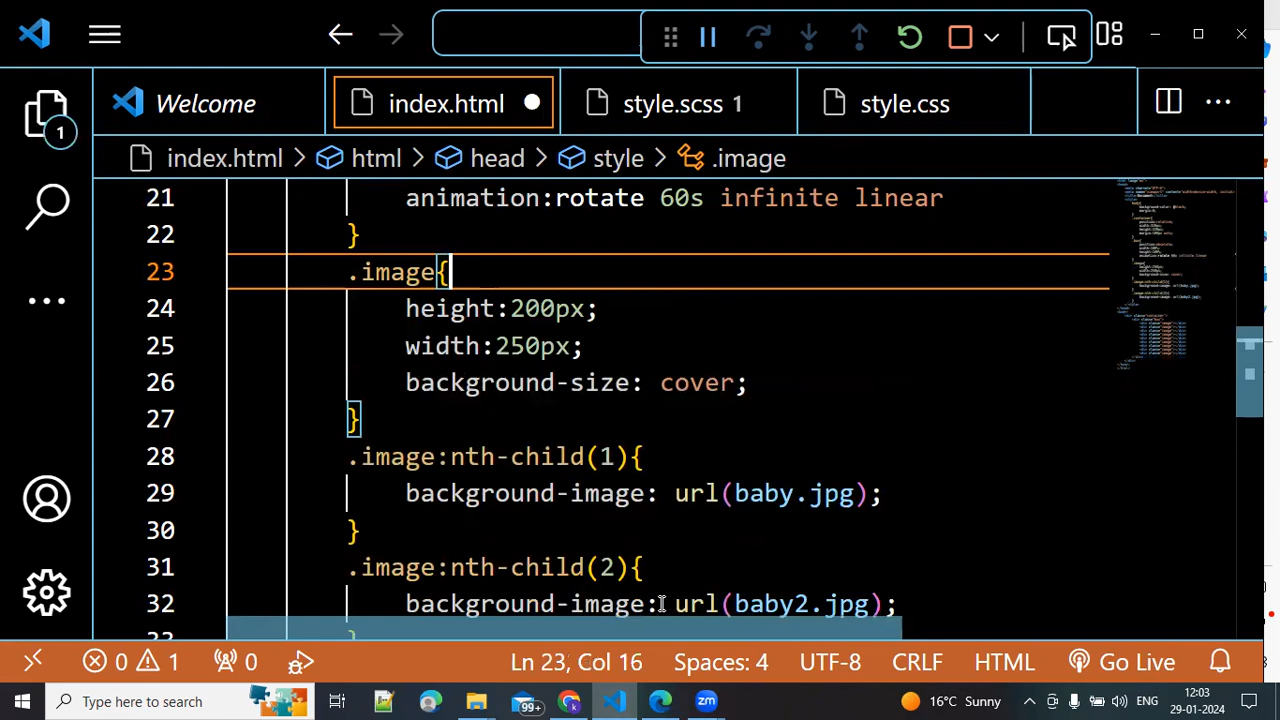 Welcome
index.html
style.scss 1
style.css
index.html > html > head > style > .image
21 animation:rotate 60s infinite linear
22 }
23 .image{
24 height:200px;
25 width:250px;
26 background-size: cover;
27 }
28 .image:nth-child(1){
29 background-image: url(baby.jpg);
30 }
31 .image:nth-child(2){
32 background-image: url(baby2.jpg);
1
0 1 0
Ln 23, Col 16
Spaces: 4
UTF-8
CRLF
HTML
Go Live
Type here to search
99+
16°C Sunny
ENG
12:03
29-01-2024